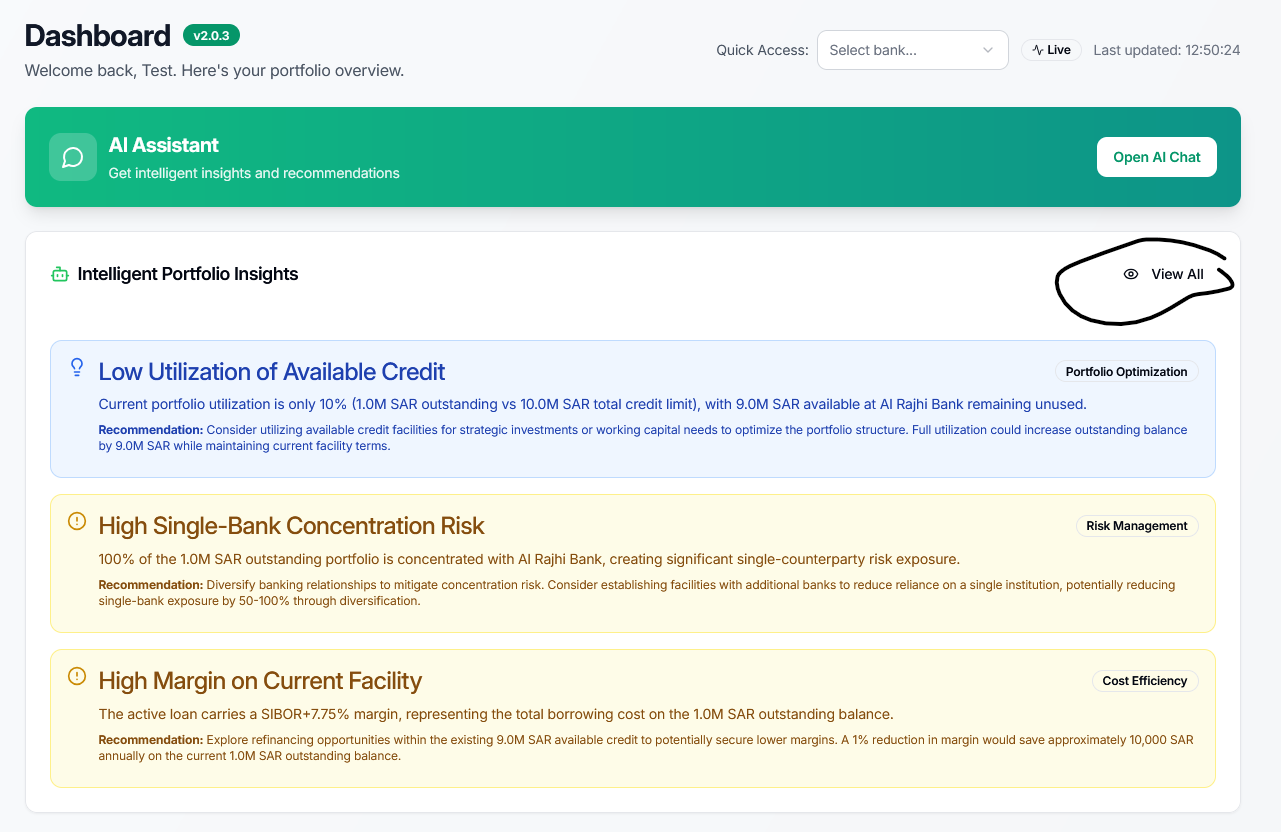 Dashboard v2.0.3
Welcome back, Test. Here's your portfolio overview.
Quick Access: Select bank... Live Last updated: 12:50:24
AI Assistant
Get intelligent insights and recommendations
Open AI Chat
Intelligent Portfolio Insights
View All
Low Utilization of Available Credit
Portfolio Optimization
Current portfolio utilization is only 10% (1.0M SAR outstanding vs 10.0M SAR total credit limit), with 9.0M SAR available at Al Rajhi Bank remaining unused.
Recommendation: Consider utilizing available credit facilities for strategic investments or working capital needs to optimize the portfolio structure. Full utilization could increase outstanding balance
by 9.0M SAR while maintaining current facility terms.
High Single-Bank Concentration Risk
Risk Management
100% of the 1.0M SAR outstanding portfolio is concentrated with Al Rajhi Bank, creating significant single-counterparty risk exposure.
Recommendation: Diversify banking relationships to mitigate concentration risk. Consider establishing facilities with additional banks to reduce reliance on a single institution, potentially reducing
single-bank exposure by 50-100% through diversification.
High Margin on Current Facility
Cost Efficiency
The active loan carries a SIBOR+7.75% margin, representing the total borrowing cost on the 1.0M SAR outstanding balance.
Recommendation: Explore refinancing opportunities within the existing 9.0M SAR available credit to potentially secure lower margins. A 1% reduction in margin would save approximately 10,000 SAR
annually on the current 1.0M SAR outstanding balance.